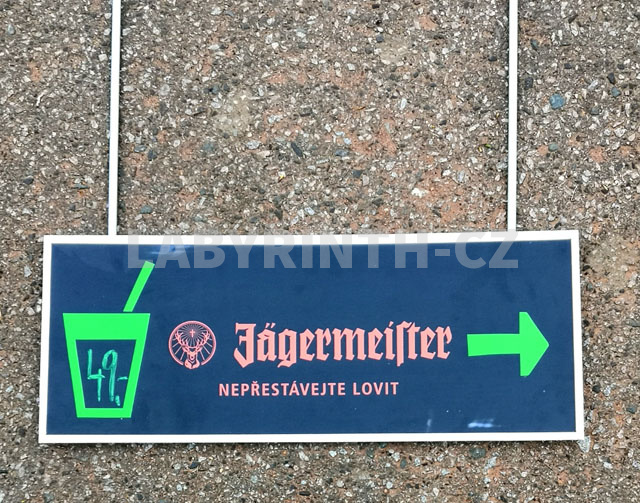 LABYRINTH-CZ
49,-
Jägermeiſter
NEPŘESTÁVEJTE LOVIT